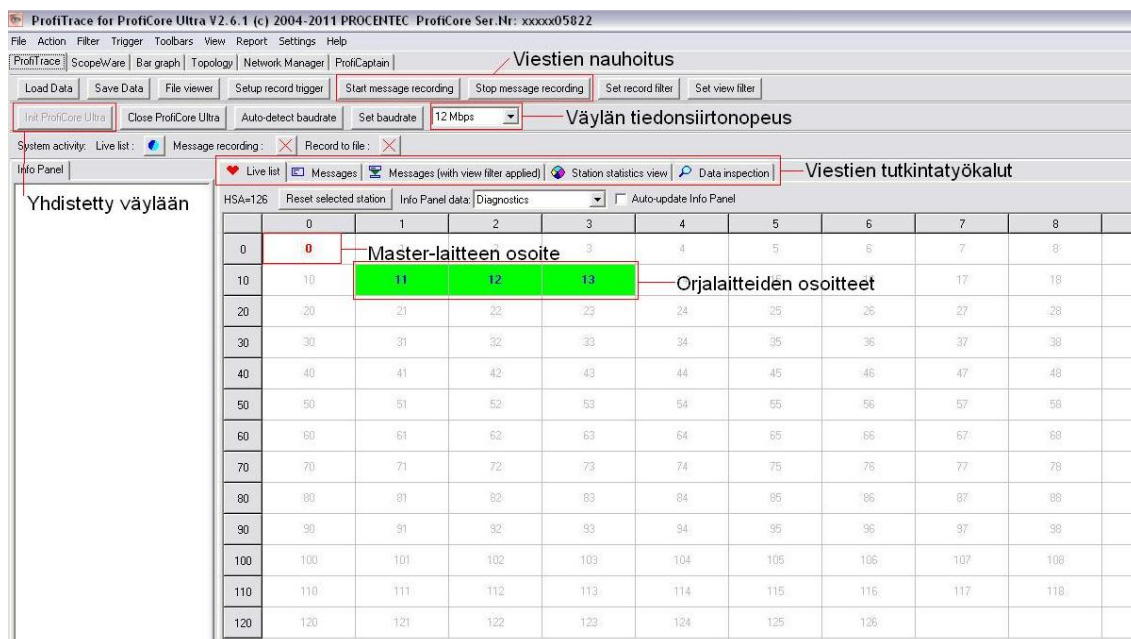 ProfiTrace for ProfiCore Ultra V2.6.1 (c) 2004-2011 PROCENTEC ProfiCore Ser.Nr: xxxxx05822
File Action Filter Trigger Toolbars View Report Settings Help
ProfiTrace ScopeWare Bar graph Topology Network Manager ProfiCaptain
Viestien nauhoitus
Load Data Save Data File viewer Setup record trigger Start message recording Stop message recording Set record filter Set view filter
Init ProfiCore Ultra Close ProfiCore Ultra Auto-detect baudrate Set baudrate 12 Mbps Väylän tiedonsiirtonopeus
System activity: Live list: Message recording: Record to file:
Info Panel Live list Messages Messages (with view filter applied) Station statistics view Data inspection Viestien tutkintatyökalut
Yhdistetty väylään HSA=126 Reset selected station Info Panel data: Diagnostics Auto-update Info Panel
0 1 2 3 4 5 6 7 8
0 0 Master-laitteen osoite 3 4 5 6 7 8
10 10 11 12 13 Orjalaitteiden osoitteet 17 18
20 20 21 22 23 24 25 26 27 28
30 30 31 32 33 34 35 36 37 38
40 40 41 42 43 44 45 46 47 48
50 50 51 52 53 54 55 56 57 58
60 60 61 62 63 64 65 66 67 68
70 70 71 72 73 74 75 76 77 78
80 80 81 82 83 84 85 86 87 88
90 90 91 92 93 94 95 96 97 98
100 100 101 102 103 104 105 106 107 108
110 110 111 112 113 114 115 116 117 118
120 120 121 122 123 124 125 126